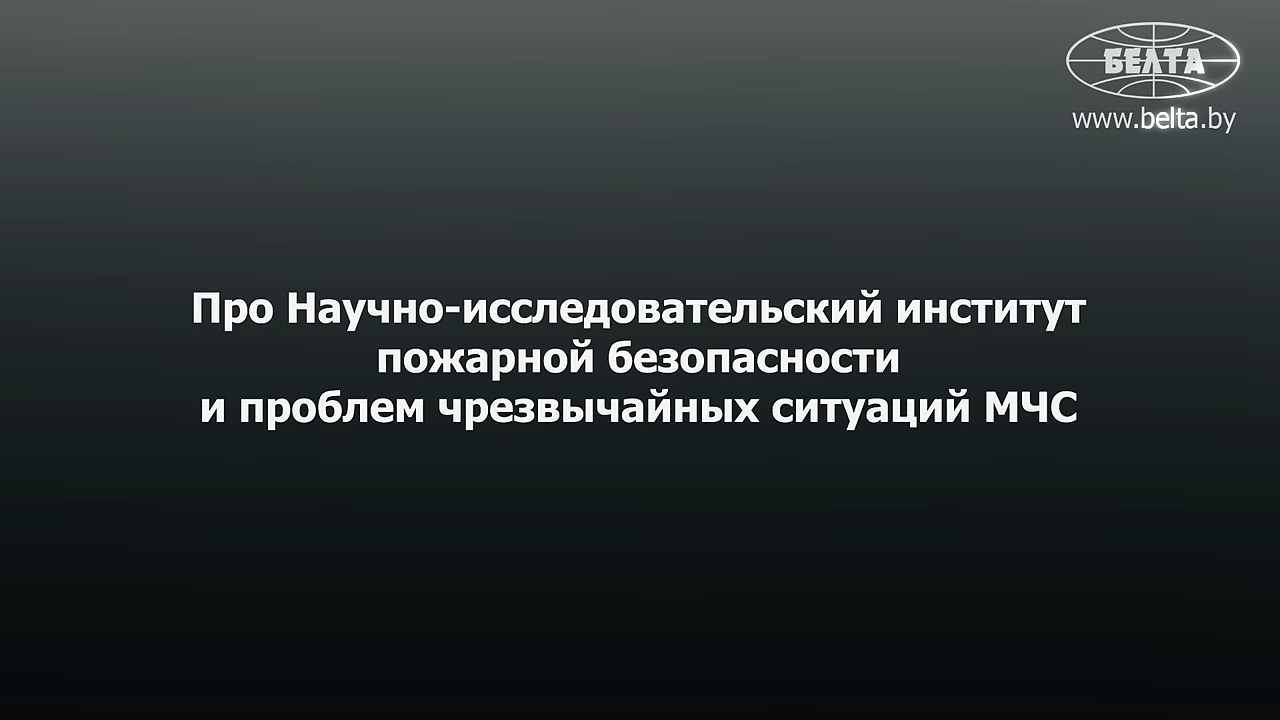 БЕЛТА
www.belta.by
Про Научно-исследовательский институт
пожарной безопасности
и проблем чрезвычайных ситуаций МЧС